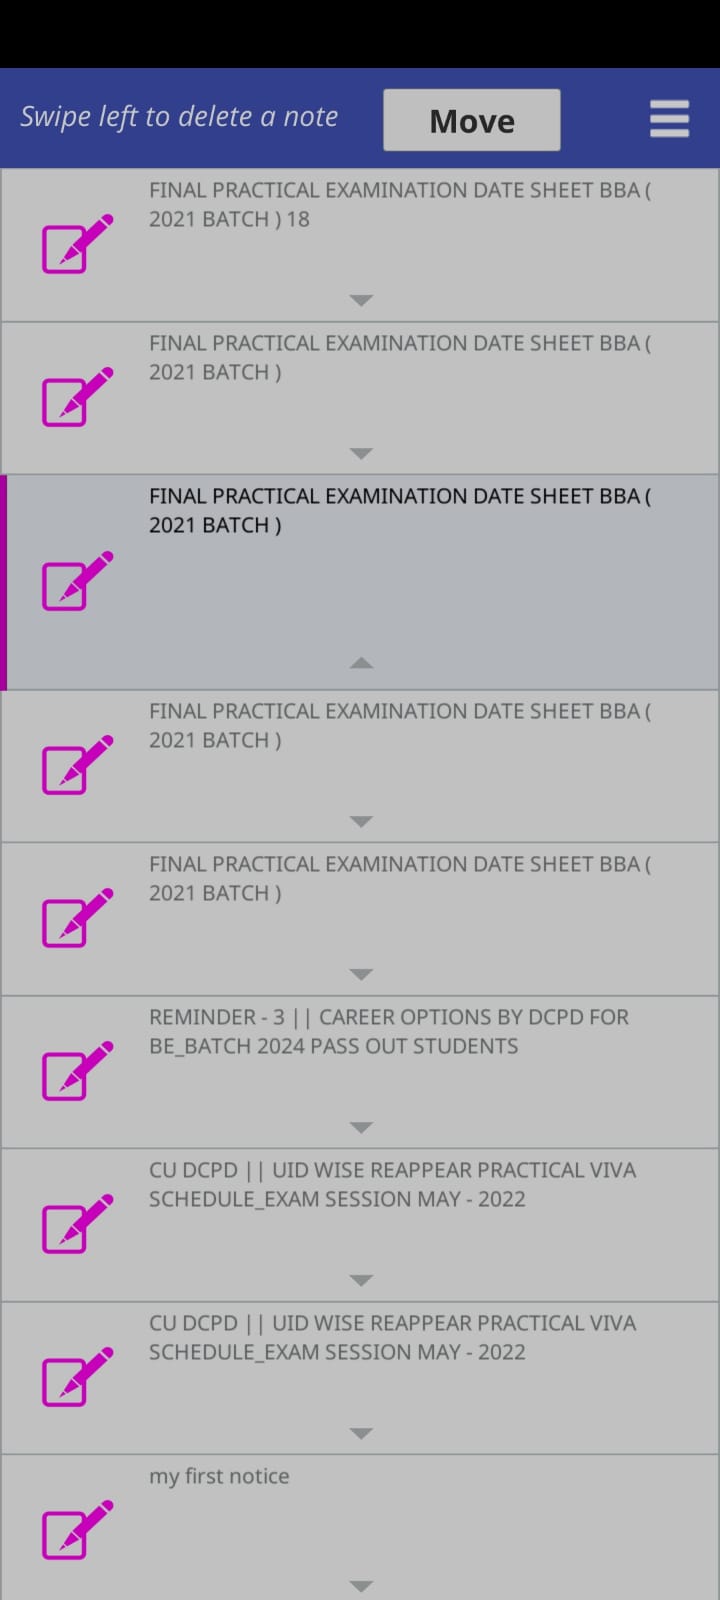 Swipe left to delete a note
Move
FINAL PRACTICAL EXAMINATION DATE SHEET BBA (
2021 BATCH ) 18
FINAL PRACTICAL EXAMINATION DATE SHEET BBA (
2021 BATCH )
FINAL PRACTICAL EXAMINATION DATE SHEET BBA (
2021 BATCH )
FINAL PRACTICAL EXAMINATION DATE SHEET BBA (
2021 BATCH )
FINAL PRACTICAL EXAMINATION DATE SHEET BBA (
2021 BATCH )
REMINDER - 3 || CAREER OPTIONS BY DCPD FOR
BE_BATCH 2024 PASS OUT STUDENTS
CU DCPD || UID WISE REAPPEAR PRACTICAL VIVA
SCHEDULE_EXAM SESSION MAY - 2022
CU DCPD || UID WISE REAPPEAR PRACTICAL VIVA
SCHEDULE_EXAM SESSION MAY - 2022
my first notice